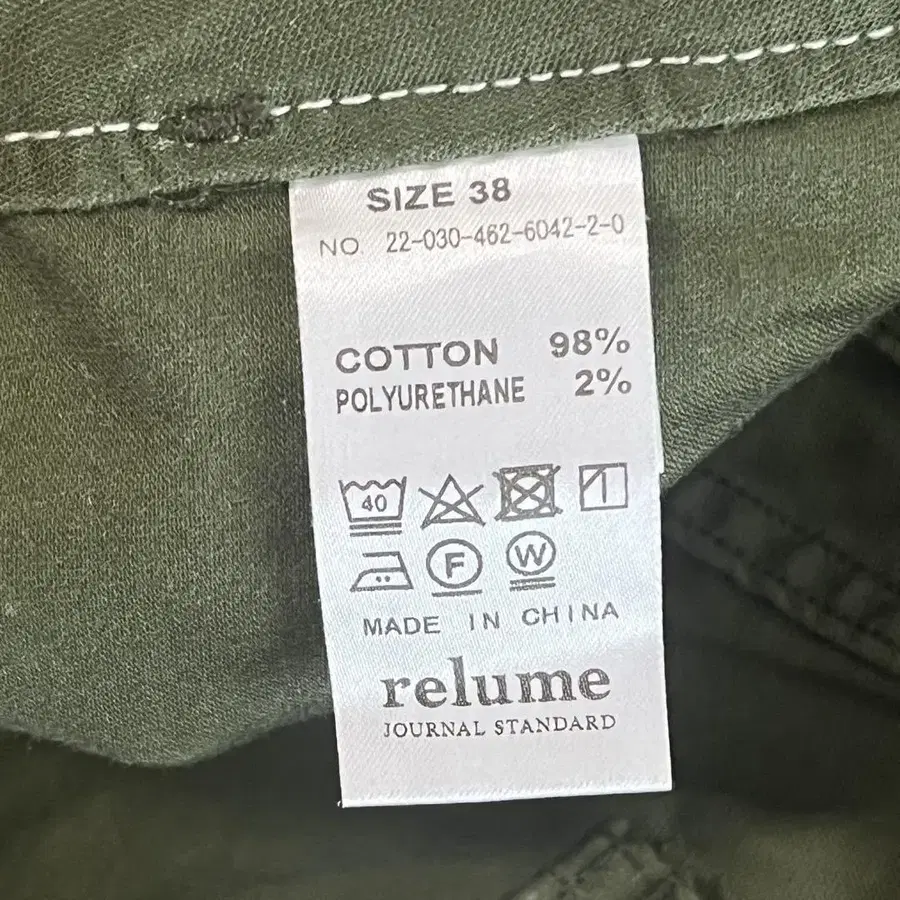 SIZE 38
NO. 22-030-462-6042-2-0
COTTON 98%
POLYURETHANE 2%
40
F W
MADE IN CHINA
relume
JOURNAL STANDARD